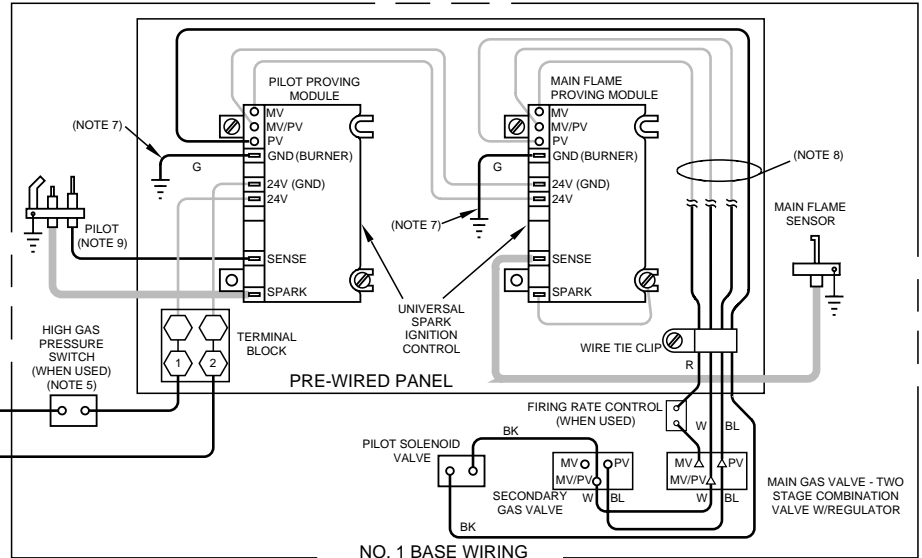 PILOT PROVING
MODULE
MAIN FLAME
PROVING MODULE
MV
MV/PV
PV
GND (BURNER)
24V (GND)
24V
SENSE
SPARK
MV
MV/PV
PV
GND (BURNER)
24V (GND)
24V
SENSE
SPARK
(NOTE 7)
G
G
(NOTE 7)
(NOTE 8)
MAIN FLAME
SENSOR
PILOT
(NOTE 9)
HIGH GAS
PRESSURE
SWITCH
(WHEN USED)
(NOTE 5)
1
2
TERMINAL
BLOCK
UNIVERSAL
SPARK
IGNITION
CONTROL
WIRE TIE CLIP
R
PRE-WIRED PANEL
FIRING RATE CONTROL
(WHEN USED)
W
BL
PILOT SOLENOID
VALVE
BK
MV
PV
MV/PV
W
BL
SECONDARY
GAS VALVE
MV
PV
MV/PV
W
BL
MAIN GAS VALVE - TWO
STAGE COMBINATION
VALVE W/REGULATOR
BK
NO. 1 BASE WIRING